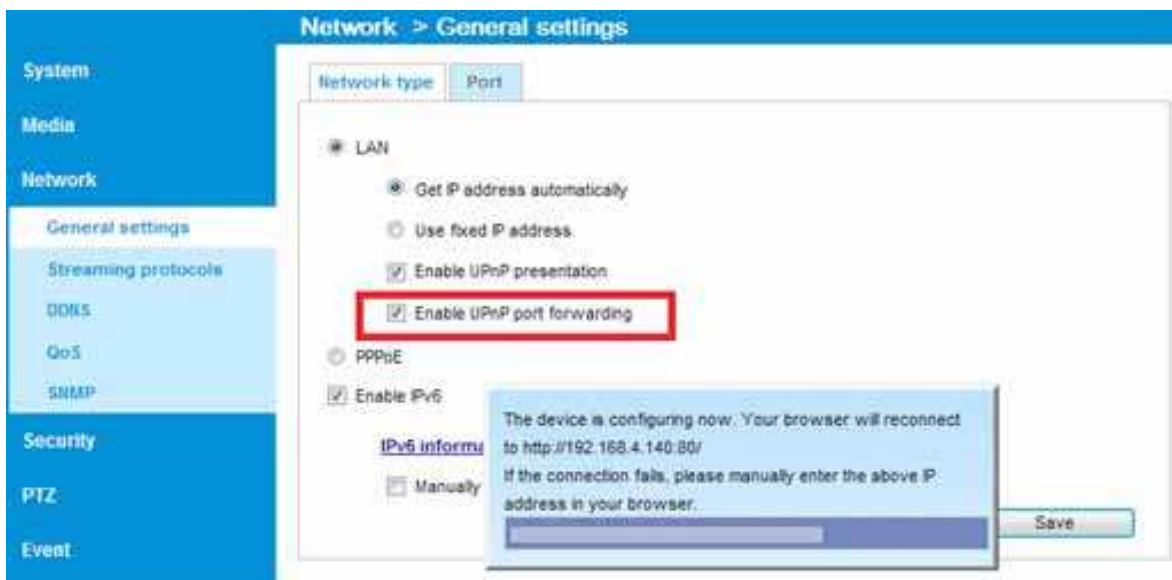 Network > General settings
System
Media
Network
General settings
Streaming protocols
DDNS
QoS
SNMP
Security
PTZ
Event
Network type
Port
LAN
Get IP address automatically
Use fixed IP address
Enable UPnP presentation
Enable UPnP port forwarding
PPPoE
Enable IPv6
IPv6 informa
Manually
The device is configuring now. Your browser will reconnect
to http://192.168.4.140:80/
If the connection fails, please manually enter the above IP
address in your browser.
Save